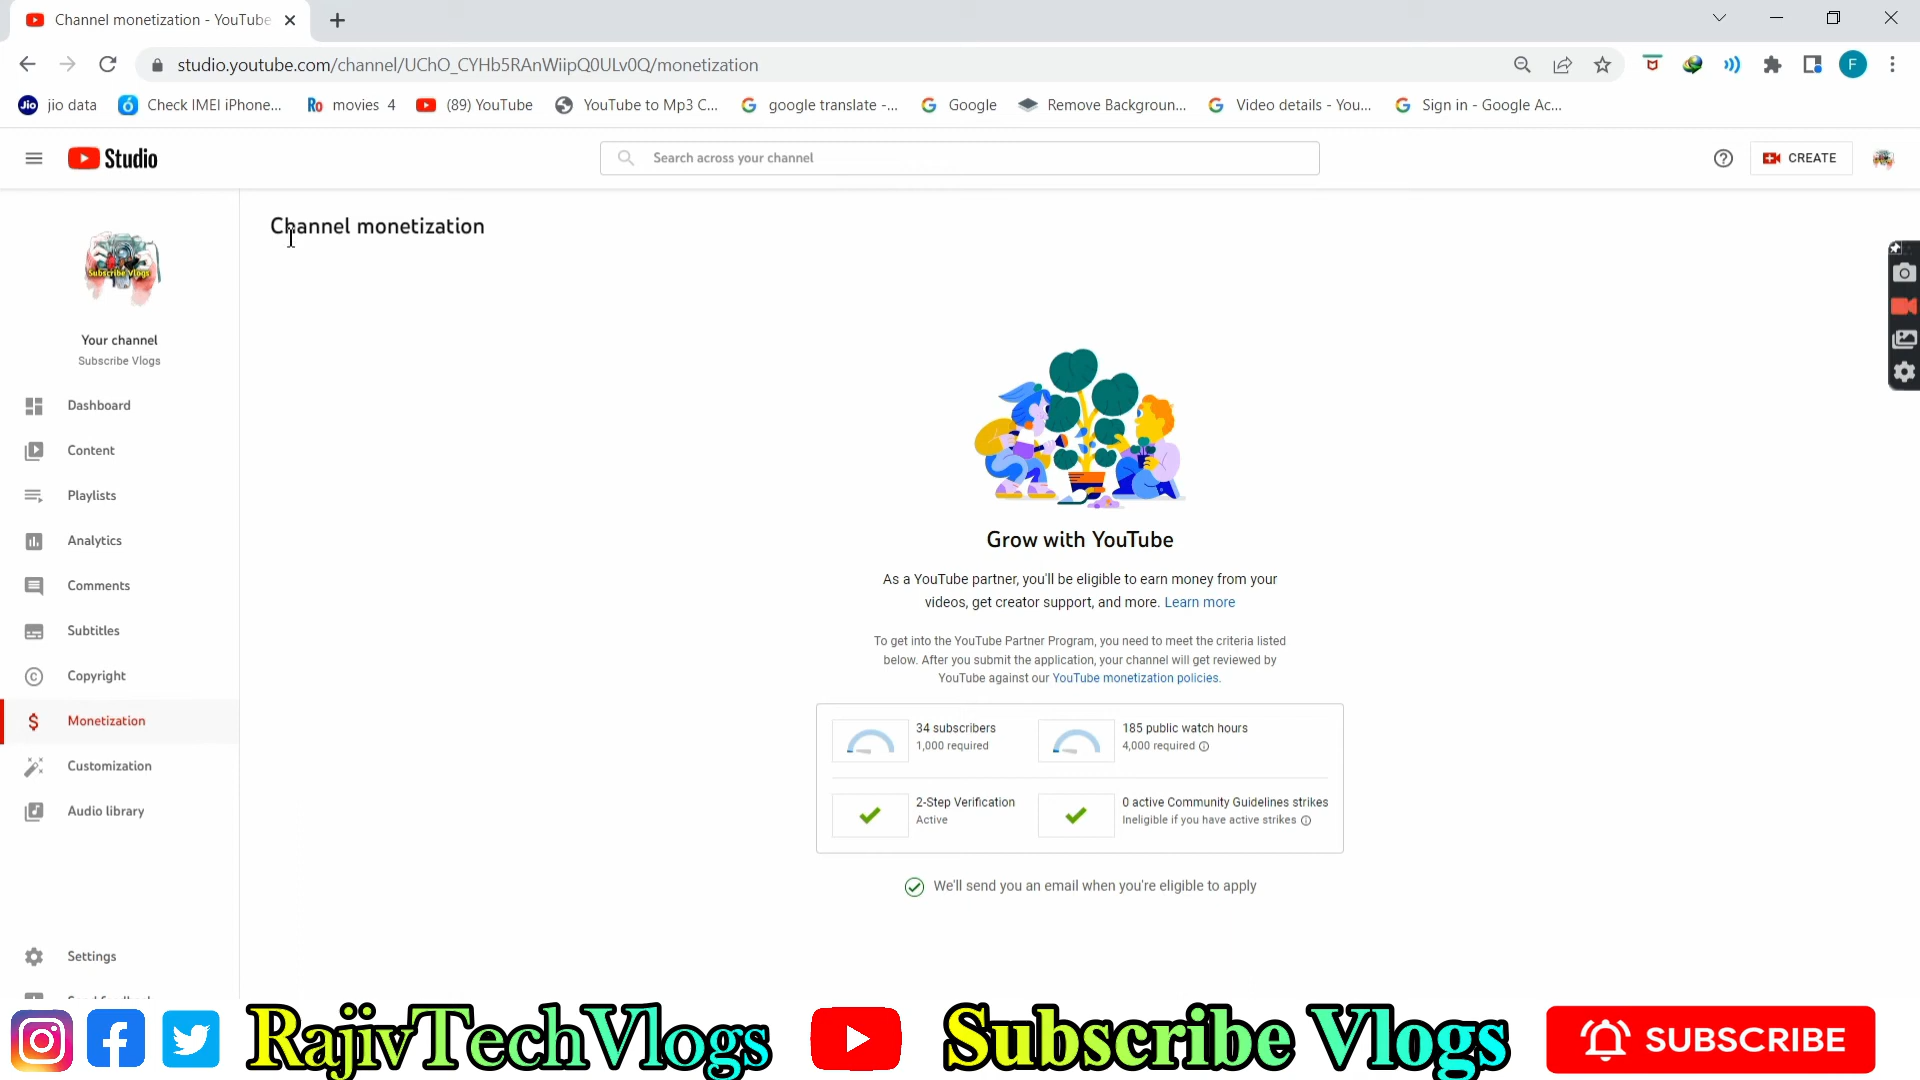 Channel monetization - YouTube
studio.youtube.com/channel/UChO_CYHb5RAnWiipQ0ULv0Q/monetization
F
Jio jio data
Check IMEI iPhone...
Ro movies 4
(89) YouTube
YouTube to Mp3 C...
google translate -...
Google
Remove Backgroun...
Video details - You...
Sign in - Google Ac...
Studio
Search across your channel
CREATE
Channel monetization
Subscribe Vlogs
Your channel
Subscribe Vlogs
Dashboard
Content
Playlists
Analytics
Comments
Subtitles
Copyright
Monetization
Customization
Audio library
Settings
Grow with YouTube
As a YouTube partner, you'll be eligible to earn money from your
videos, get creator support, and more. Learn more
To get into the YouTube Partner Program, you need to meet the criteria listed
below. After you submit the application, your channel will get reviewed by
YouTube against our YouTube monetization policies.
34 subscribers
1,000 required
185 public watch hours
4,000 required
2-Step Verification
Active
0 active Community Guidelines strikes
Ineligible if you have active strikes
We'll send you an email when you're eligible to apply
RajivTechVlogs
Subscribe Vlogs
SUBSCRIBE